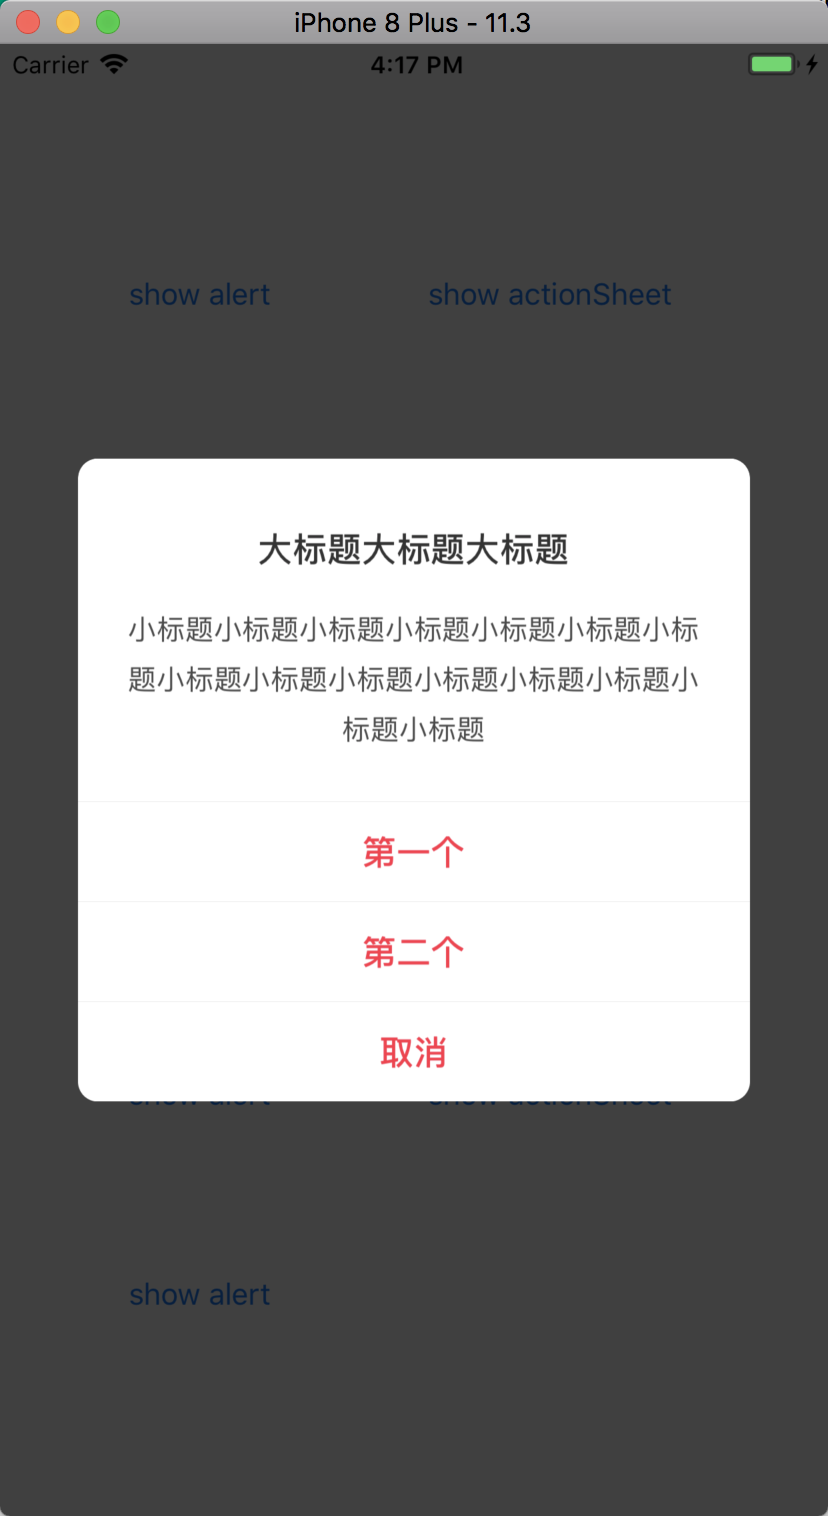 iPhone 8 Plus - 11.3
Carrier 4:17 PM
show alert show actionSheet
大标题大标题大标题
小标题小标题小标题小标题小标题小标题小标
题小标题小标题小标题小标题小标题小标题小
标题小标题
第一个
第二个
取消
show alert show actionSheet
show alert